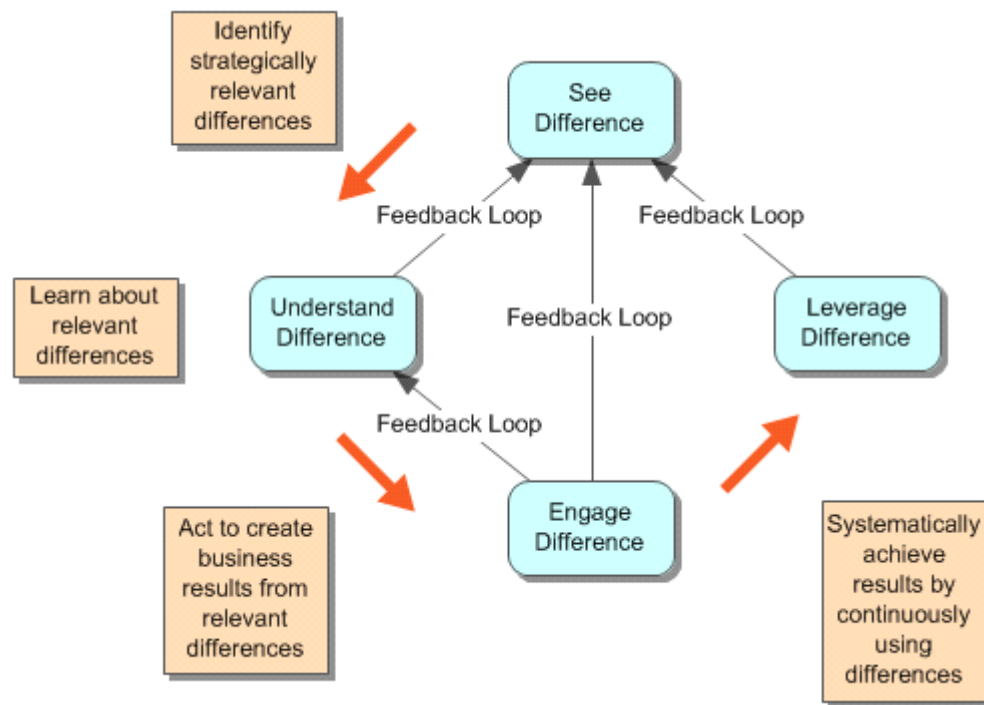 Identify
strategically
relevant
differences
See
Difference
Feedback Loop
Feedback Loop
Learn about
relevant
differences
Understand
Difference
Feedback Loop
Leverage
Difference
Feedback Loop
Act to create
business
results from
relevant
differences
Engage
Difference
Systematically
achieve
results by
continuously
using
differences